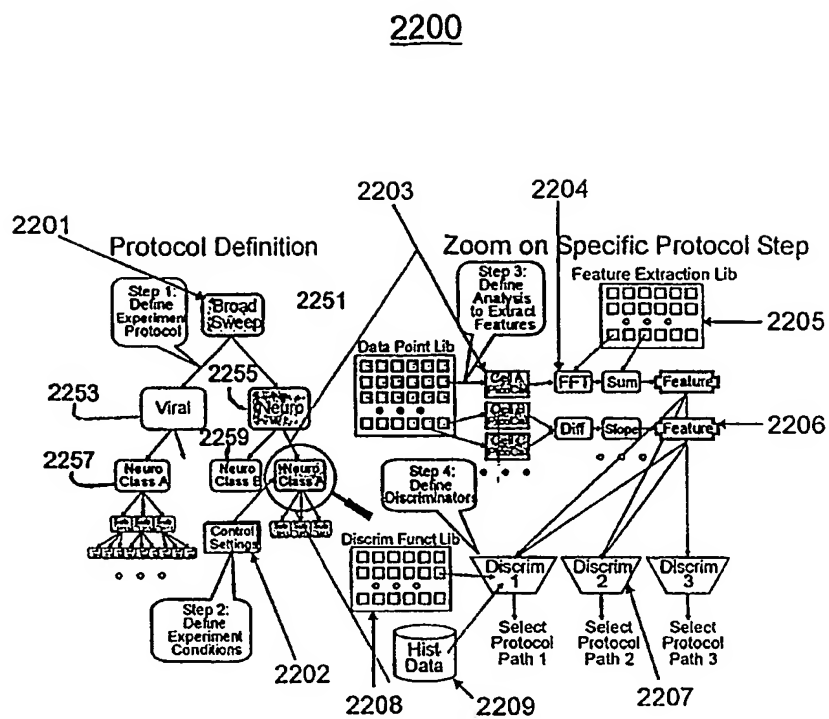 2200
2203
2204
2201
Protocol Definition
Zoom on Specific Protocol Step
Step 1:
Define
Experiment
Protocol
Broad
Sweep
2251
Step 3:
Define
Analysis
to Extract
Features
Feature Extraction Lib
2205
Data Point Lib
2253
2255
Viral
Neuro
Cell A
FFT
Sum
Feature
Cell B
Cell C
Diff
Slope
Feature
2206
2257
2259
Neuro
Class A
Neuro
Class B
Neuro
Class A
Step 4:
Define
Discriminators
Control
Settings
Discrim Funct Lib
Discrim
1
Discrim
2
Discrim
3
Step 2:
Define
Experiment
Conditions
2202
Hist
Data
Select
Protocol
Path 1
Select
Protocol
Path 2
Select
Protocol
Path 3
2208
2209
2207